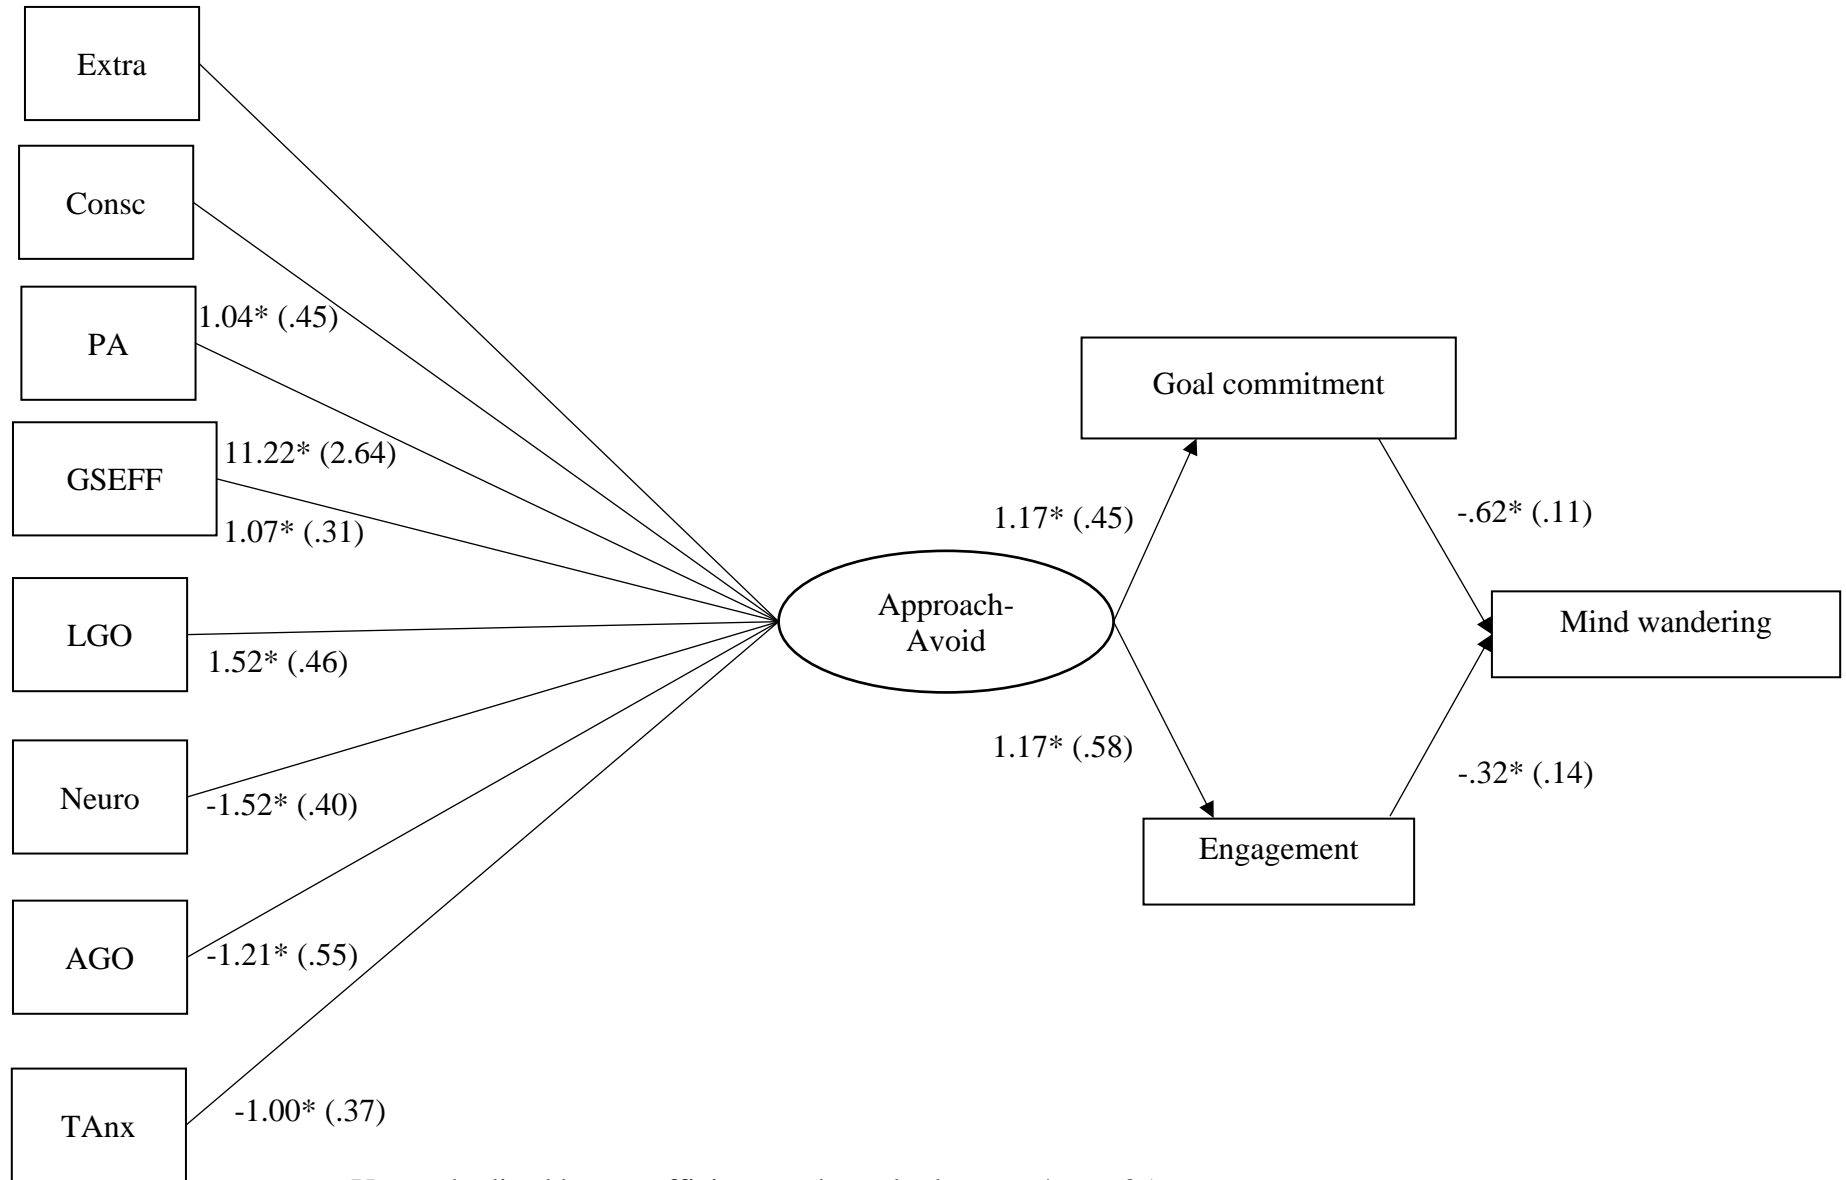 Extra
Consc
PA
1.04* (.45)
GSEFF
11.22* (2.64)
1.07* (.31)
LGO
1.52* (.46)
Neuro
-1.52* (.40)
AGO
-1.21* (.55)
TAnx
-1.00* (.37)
Approach-
Avoid
1.17* (.45)
1.17* (.58)
Goal commitment
Engagement
-.62* (.11)
-.32* (.14)
Mind wandering